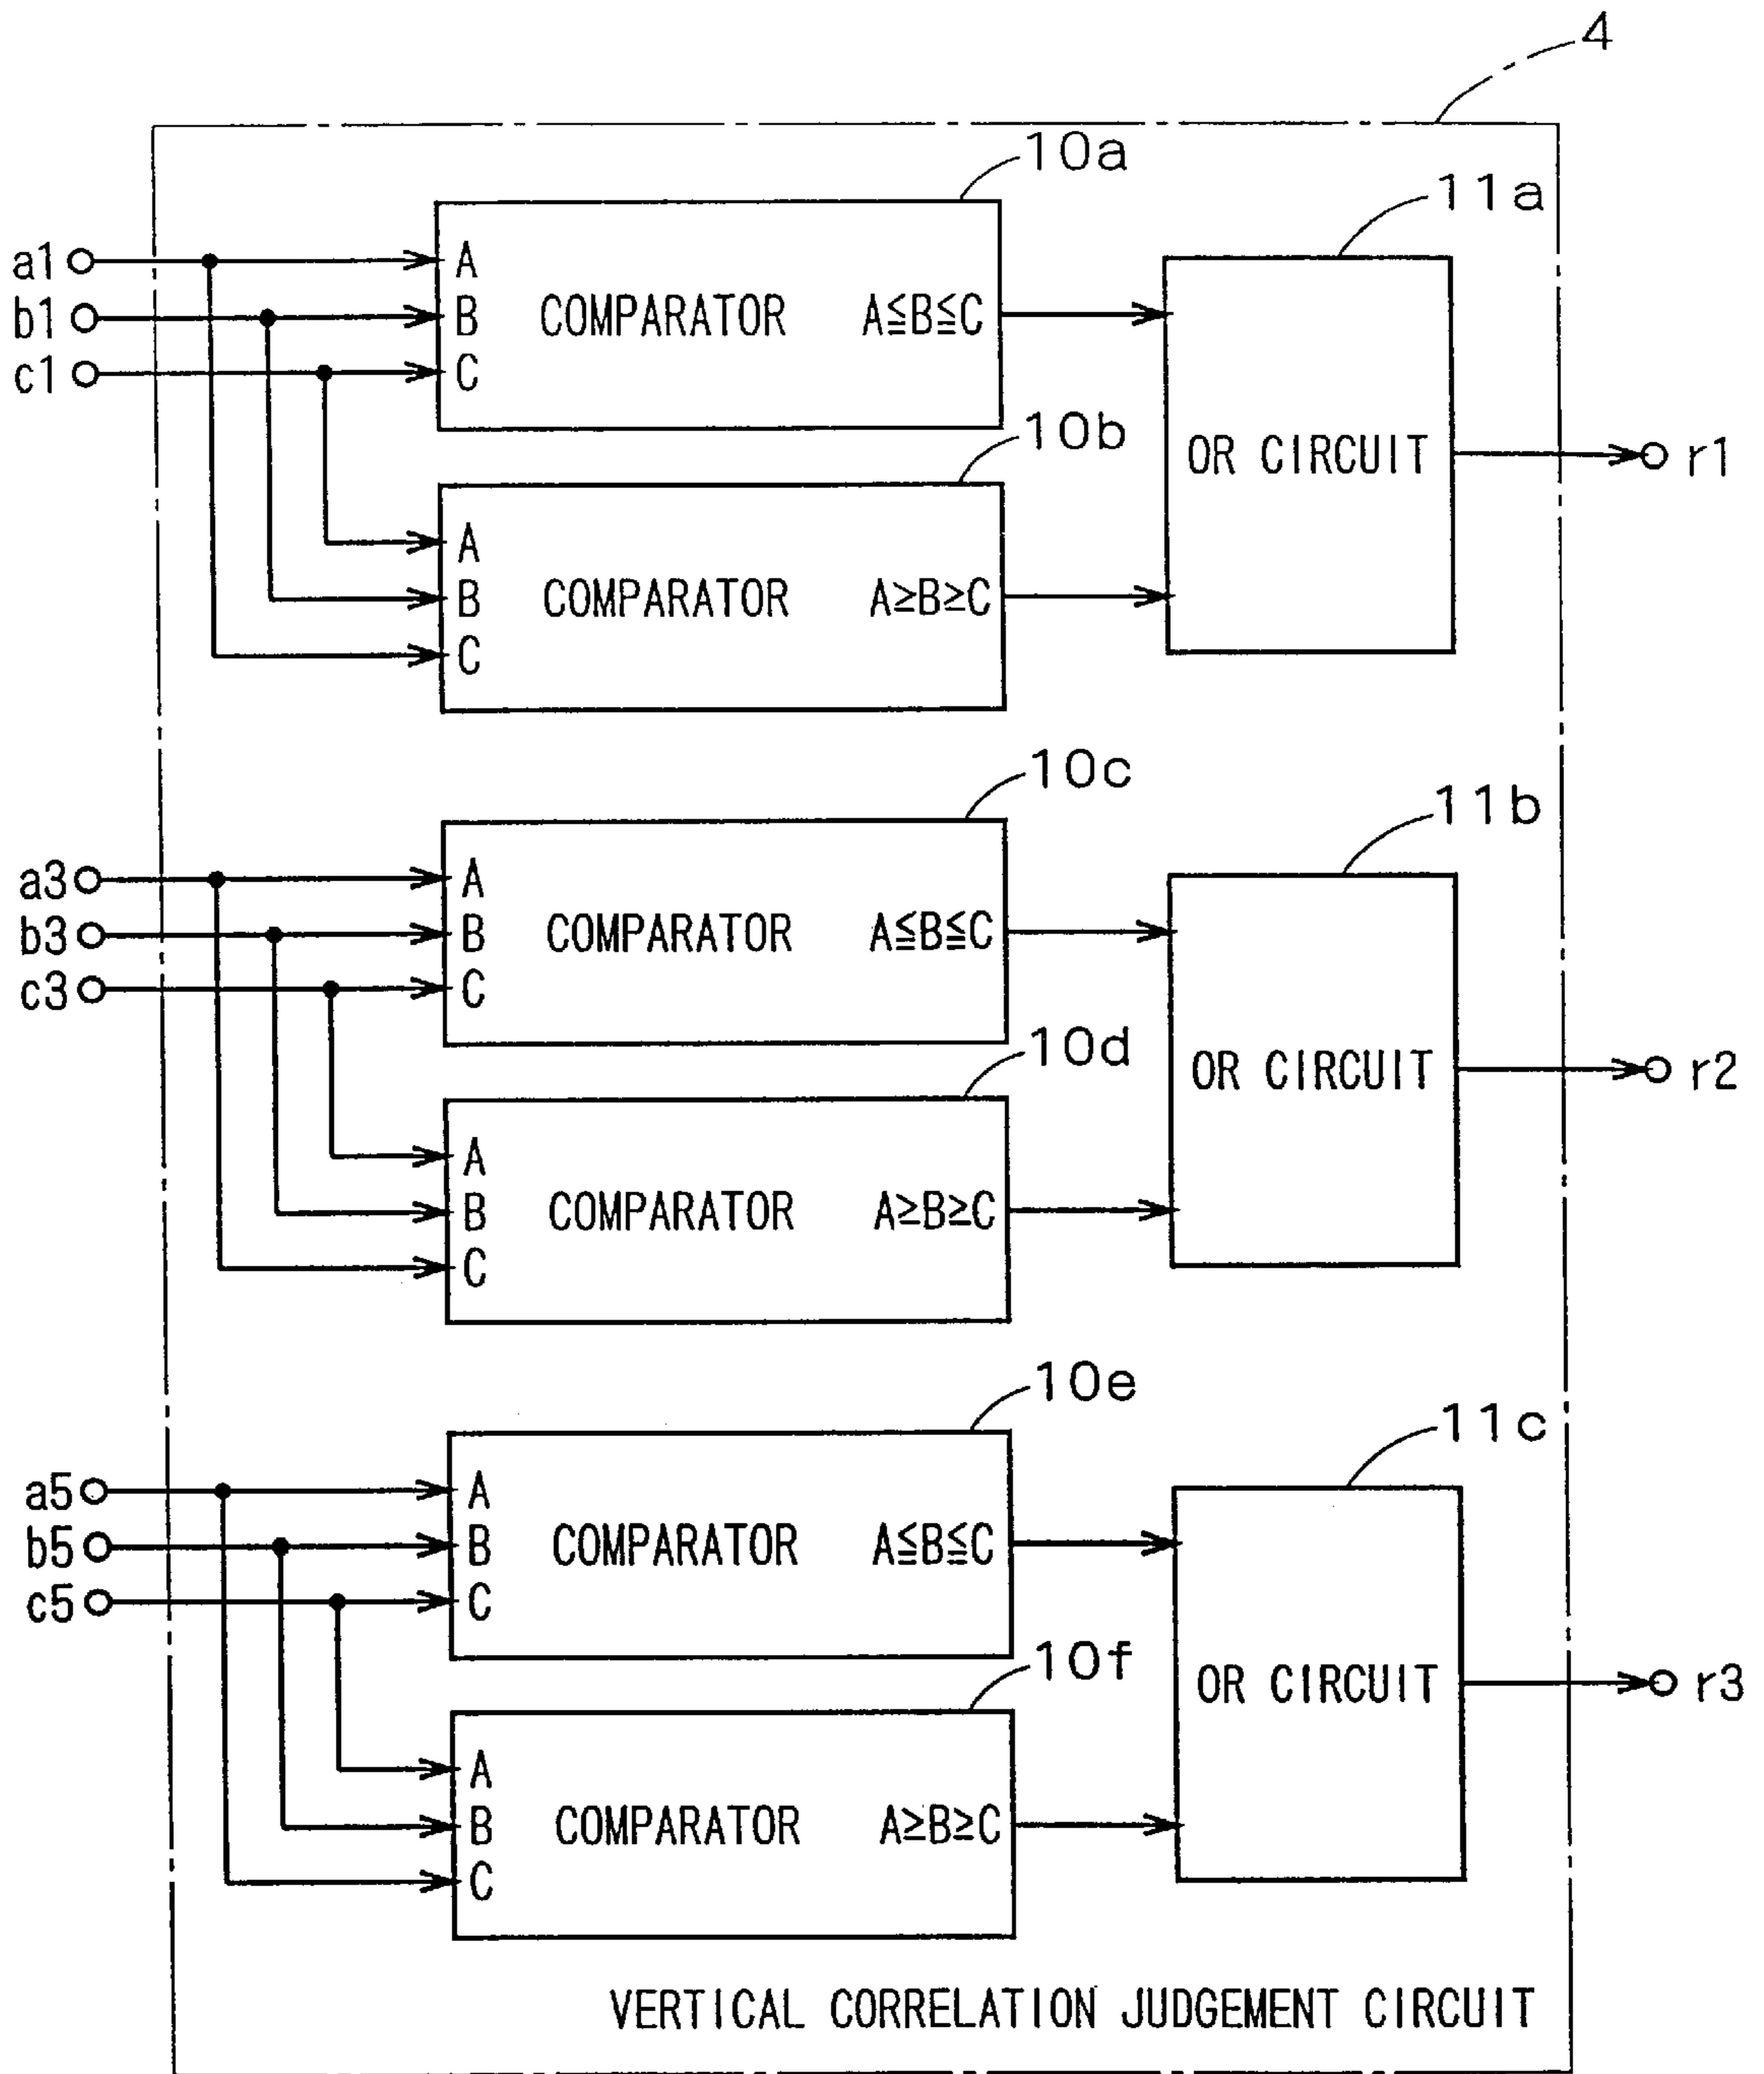 4
10a
11a
a1
b1
c1
A
B
C
COMPARATOR
A≦B≦C
10b
OR CIRCUIT
r1
A
B
C
COMPARATOR
A≥B≥C
10c
11b
a3
b3
c3
A
B
C
COMPARATOR
A≦B≦C
10d
OR CIRCUIT
r2
A
B
C
COMPARATOR
A≥B≥C
10e
11c
a5
b5
c5
A
B
C
COMPARATOR
A≦B≦C
10f
OR CIRCUIT
r3
A
B
C
COMPARATOR
A≥B≥C
VERTICAL CORRELATION JUDGEMENT CIRCUIT